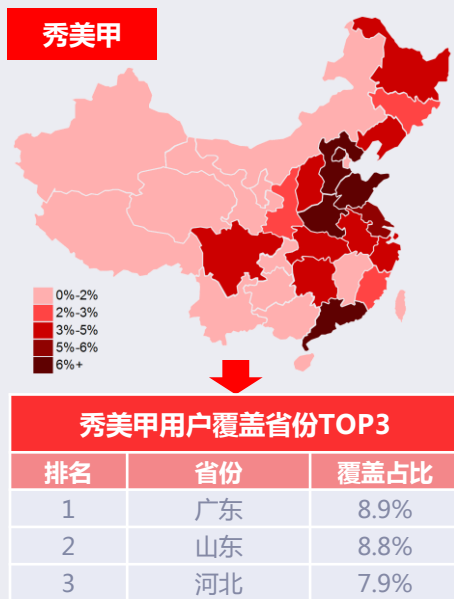 秀美甲
0%-2%
2%-3%
3%-5%
5%-6%
6%+
秀美甲用户覆盖省份TOP3
排名 省份 覆盖占比
1 广东 8.9%
2 山东 8.8%
3 河北 7.9%